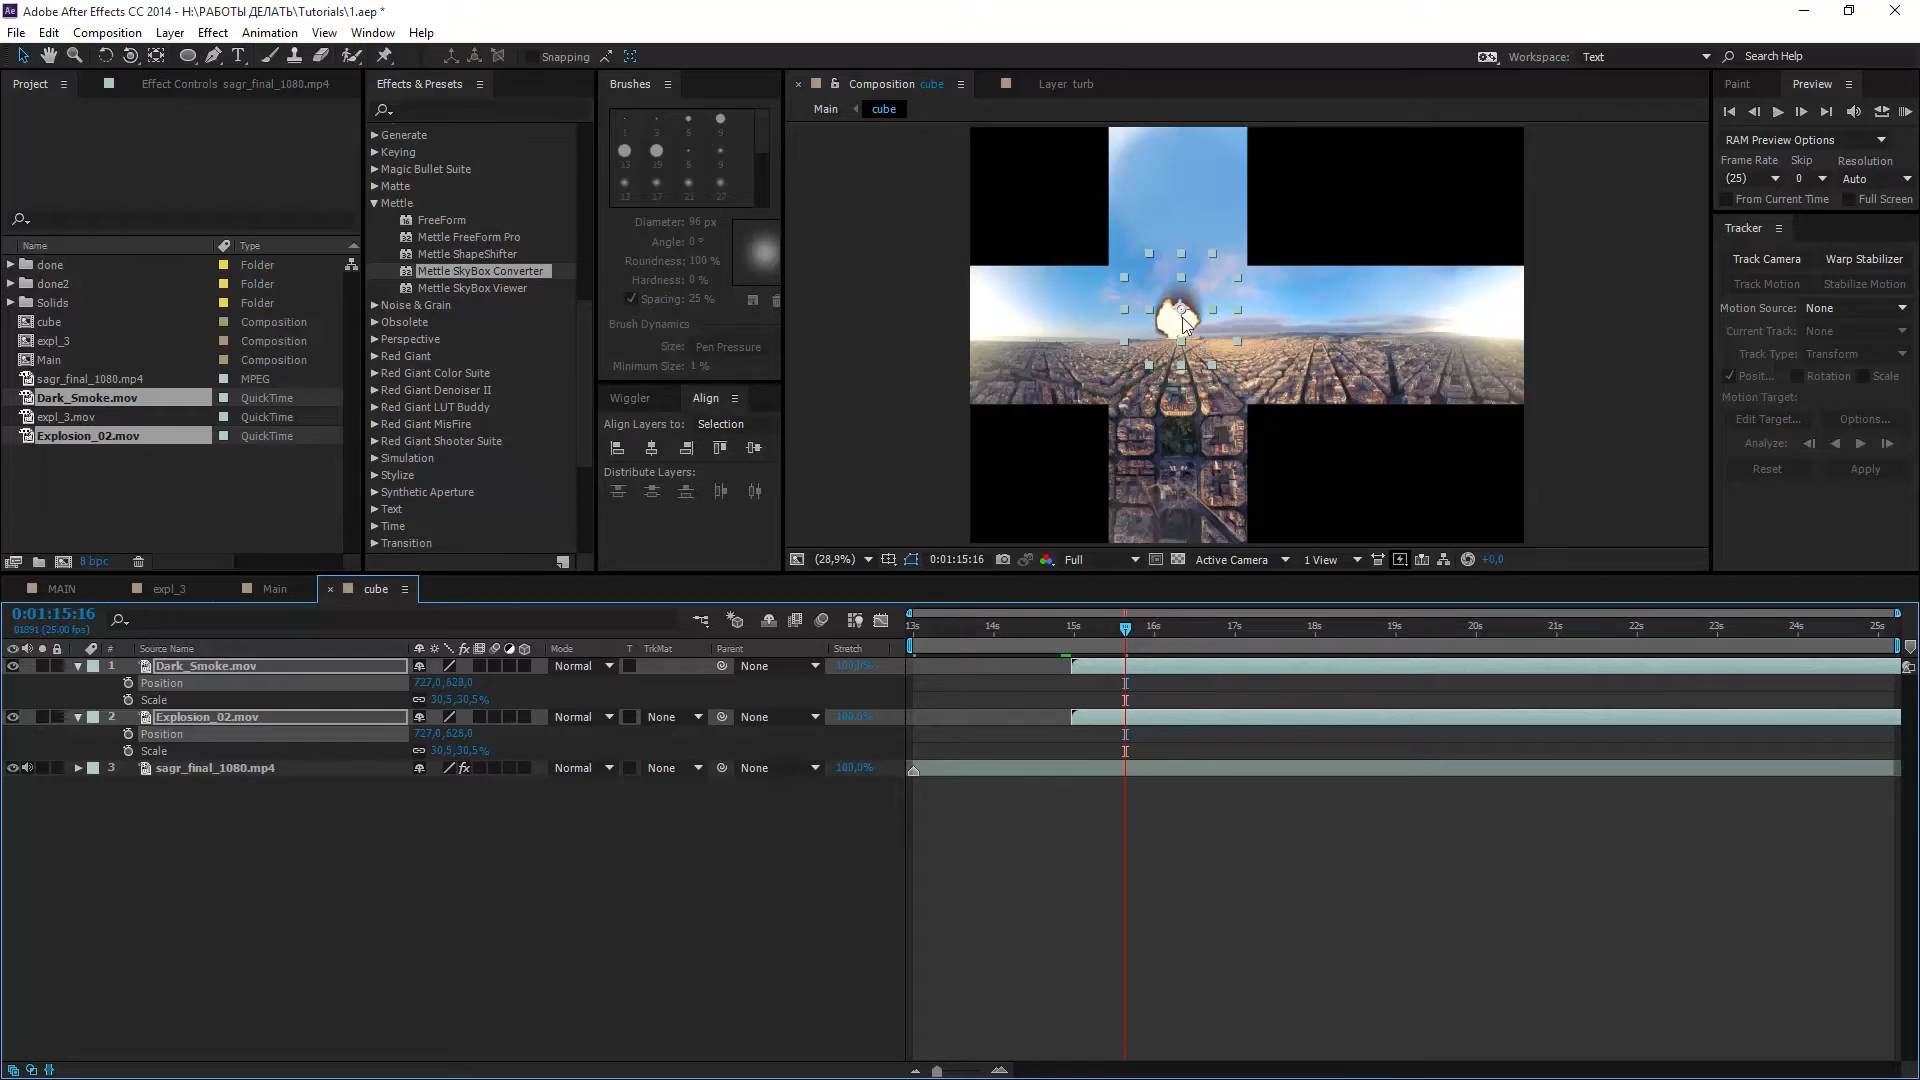 Adobe After Effects CC 2014 - H:\РАБОТЫ ДЕЛАТЬ\Tutorials\1.aep *
File Edit Composition Layer Effect Animation View Window Help
Snapping
Workspace: Text
Search Help
Project
Effect Controls sagr_final_1080.mp4
Name Type
done Folder
done2 Folder
Solids Folder
cube Composition
expl_3 Composition
Main Composition
sagr_final_1080.mp4 MPEG
Dark_Smoke.mov QuickTime
expl_3.mov QuickTime
Explosion_02.mov QuickTime
8 bpc
Effects & Presets
Generate
Keying
Magic Bullet Suite
Matte
Mettle
FreeForm
Mettle FreeForm Pro
Mettle ShapeShifter
Mettle SkyBox Converter
Mettle SkyBox Viewer
Noise & Grain
Obsolete
Perspective
Red Giant
Red Giant Color Suite
Red Giant Denoiser II
Red Giant LUT Buddy
Red Giant MisFire
Red Giant Shooter Suite
Simulation
Stylize
Synthetic Aperture
Text
Time
Transition
Brushes
1 3 5 9
13 19 5 9
13 17 21 27
Diameter: 96 px
Angle: 0 °
Roundness: 100 %
Hardness: 0 %
Spacing: 25 %
Brush Dynamics
Size: Pen Pressure
Minimum Size: 1 %
Wiggler Align
Align Layers to: Selection
Distribute Layers:
Composition cube
Layer turb
Main cube
(28,9%) 0:01:15:16 Full Active Camera 1 View +0,0
Paint Preview
RAM Preview Options
Frame Rate Skip Resolution
(25) 0 Auto
From Current Time Full Screen
Tracker
Track Camera Warp Stabilizer
Track Motion Stabilize Motion
Motion Source: None
Current Track: None
Track Type: Transform
Posit... Rotation Scale
Motion Target:
Edit Target... Options...
Analyze:
Reset Apply
MAIN expl_3 Main cube
0:01:15:16
01891 (25.00 fps)
# Source Name Mode T TrkMat Parent Stretch
1 Dark_Smoke.mov Normal None 100,0%
Position 727,0,628,0
Scale 30,5,30,5%
2 Explosion_02.mov Normal None None 100,0%
Position 727,0,628,0
Scale 30,5,30,5%
3 sagr_final_1080.mp4 Normal None None 100,0%
13s 14s 15s 16s 17s 18s 19s 20s 21s 22s 23s 24s 25s